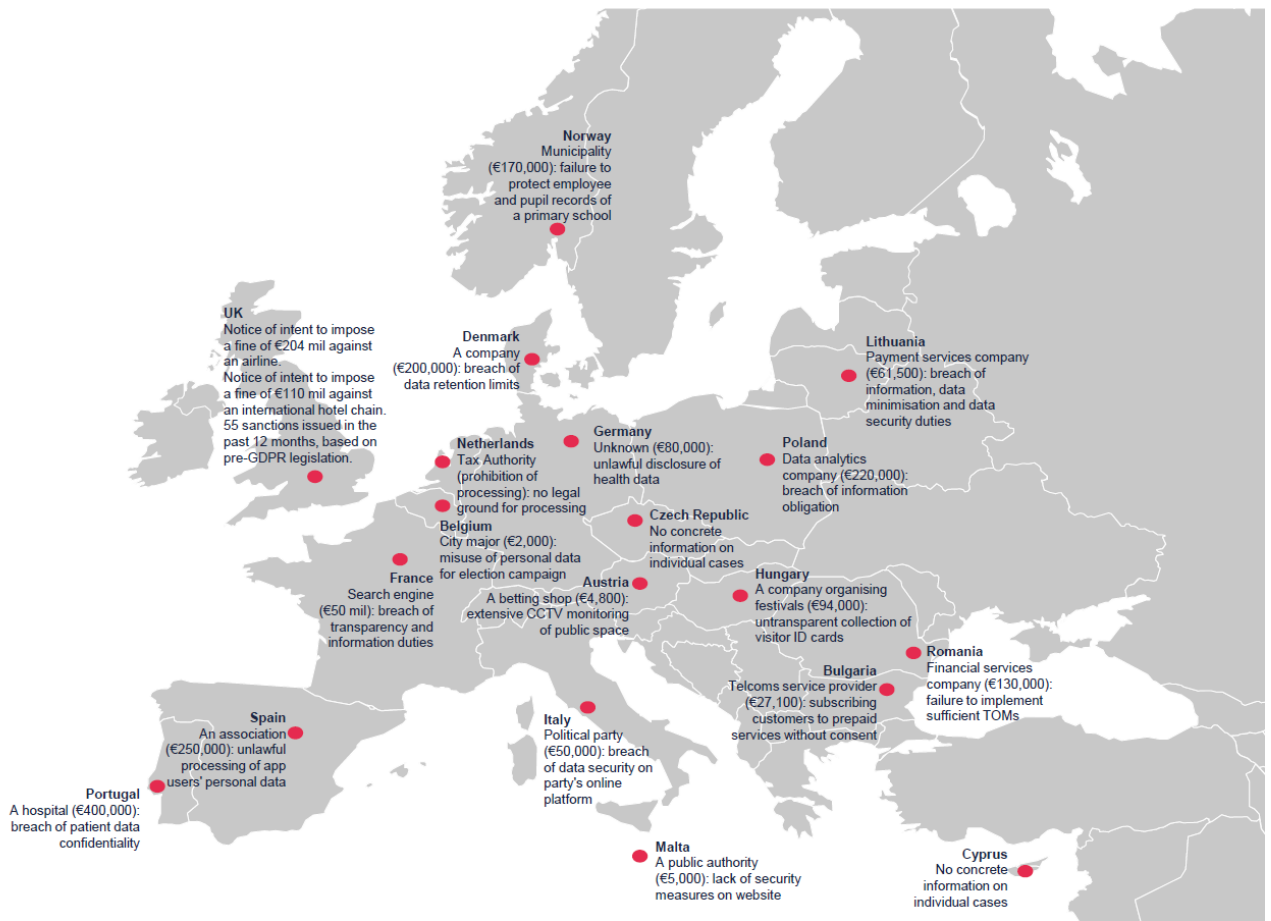 Norway
Municipality
(€170,000): failure to
protect employee
and pupil records of
a primary school
UK
Notice of intent to impose
a fine of €204 mil against
an airline.
Notice of intent to impose
a fine of €110 mil against
an international hotel chain.
55 sanctions issued in the
past 12 months, based on
pre-GDPR legislation.
Denmark
A company
(€200,000): breach of
data retention limits
Lithuania
Payment services company
(€61,500): breach of
information, data
minimisation and data
security duties
Netherlands
Tax Authority
(prohibition of
processing): no legal
ground for processing
Germany
Unknown (€80,000):
unlawful disclosure of
health data
Poland
Data analytics
company (€220,000):
breach of information
obligation
Belgium
City major (€2,000):
misuse of personal data
for election campaign
Czech Republic
No concrete
information on
individual cases
France
Search engine
(€50 mil): breach of
transparency and
information duties
Austria
A betting shop (€4,800):
extensive CCTV monitoring
of public space
Hungary
A company organising
festivals (€94,000):
untransparent collection of
visitor ID cards
Romania
Financial services
company (€130,000):
failure to implement
sufficient TOMs
Bulgaria
Telcoms service provider
(€27,100): subscribing
customers to prepaid
services without consent
Spain
An association
(€250,000): unlawful
processing of app
users' personal data
Italy
Political party
(€50,000): breach
of data security on
party's online
platform
Portugal
A hospital (€400,000):
breach of patient data
confidentiality
Malta
A public authority
(€5,000): lack of security
measures on website
Cyprus
No concrete
information on
individual cases